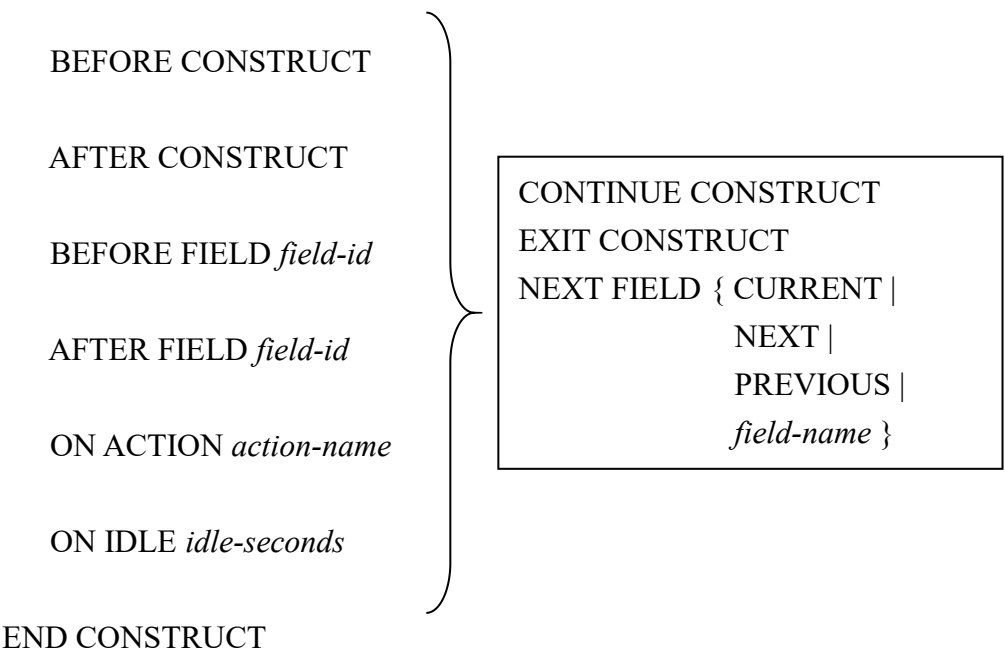 BEFORE CONSTRUCT
AFTER CONSTRUCT
BEFORE FIELD field-id
AFTER FIELD field-id
ON ACTION action-name
ON IDLE idle-seconds
END CONSTRUCT
CONTINUE CONSTRUCT
EXIT CONSTRUCT
NEXT FIELD { CURRENT |
NEXT |
PREVIOUS |
field-name }